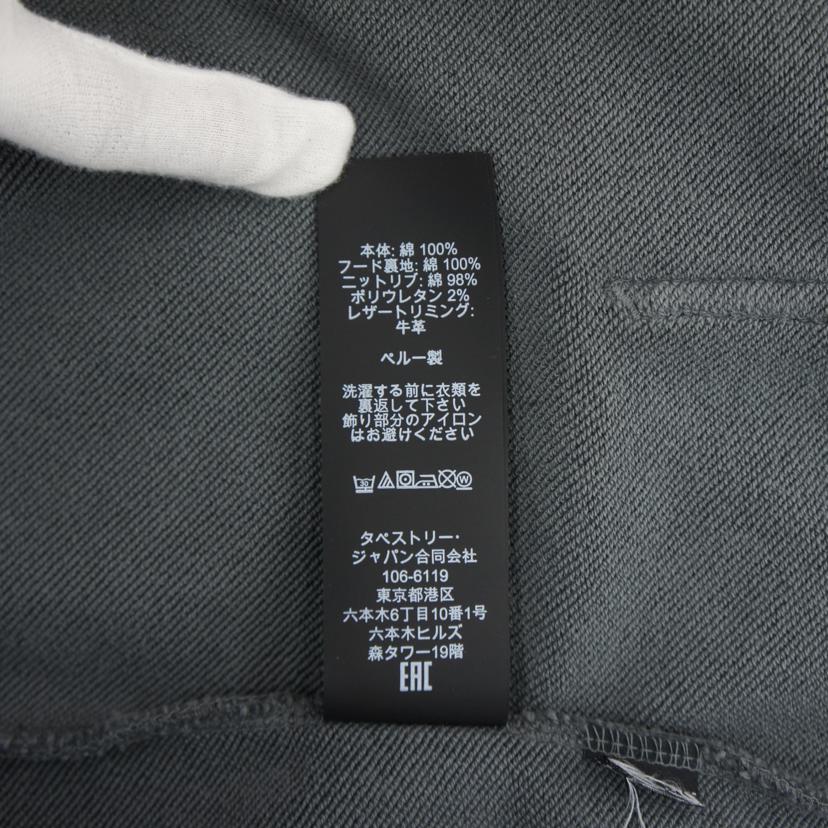 本体: 綿 100%
フード裏地: 綿 100%
ニットリブ: 綿 98%
ポリウレタン 2%
レザートリミング:
牛革
ペルー製
洗濯する前に衣類を
裏返して下さい
飾り部分のアイロン
はお避けください
30 W
タペストリー・
ジャパン合同会社
106-6119
東京都港区
六本木6丁目10番1号
六本木ヒルズ
森タワー19階
EAC